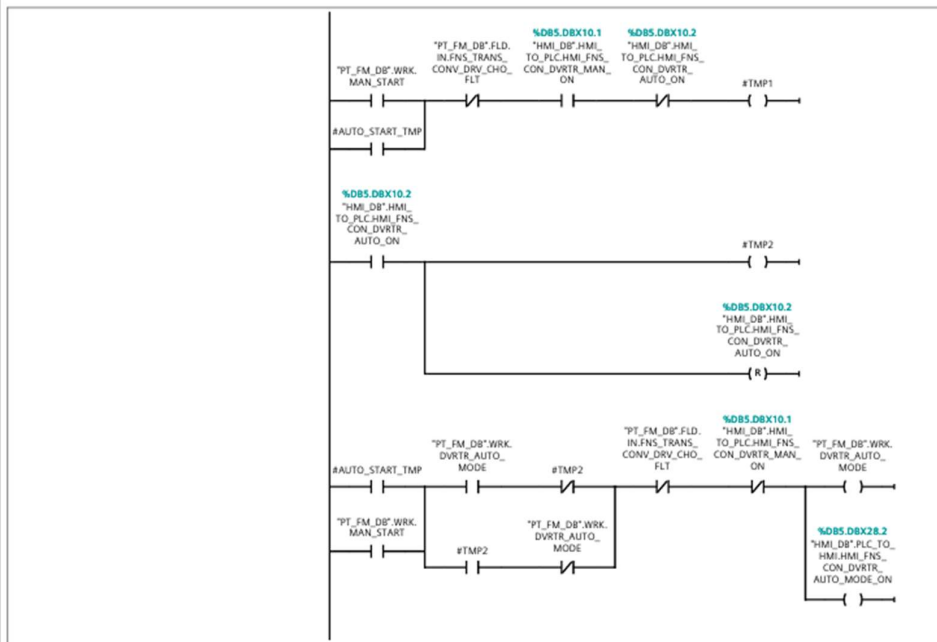 "PT_FM_DB".WRK.
MAN_START
"PT_FM_DB".FLD.
IN.FNS_TRANS_
CONV_DRV_CHO_
FLT
%DB5.DBX10.1
"HMI_DB".HMI_
TO_PLC.HMI_FNS_
CON_DVRTR_MAN_
ON
%DB5.DBX10.2
"HMI_DB".HMI_
TO_PLC.HMI_FNS_
CON_DVRTR_
AUTO_ON
#TMP1
#AUTO_START_TMP
%DB5.DBX10.2
"HMI_DB".HMI_
TO_PLC.HMI_FNS_
CON_DVRTR_
AUTO_ON
#TMP2
%DB5.DBX10.2
"HMI_DB".HMI_
TO_PLC.HMI_FNS_
CON_DVRTR_
AUTO_ON
R
#AUTO_START_TMP
"PT_FM_DB".WRK.
DVRTR_AUTO_
MODE
#TMP2
"PT_FM_DB".FLD.
IN.FNS_TRANS_
CONV_DRV_CHO_
FLT
%DB5.DBX10.1
"HMI_DB".HMI_
TO_PLC.HMI_FNS_
CON_DVRTR_MAN_
ON
"PT_FM_DB".WRK.
DVRTR_AUTO_
MODE
"PT_FM_DB".WRK.
MAN_START
#TMP2
"PT_FM_DB".WRK.
DVRTR_AUTO_
MODE
%DB5.DBX28.2
"HMI_DB".PLC_TO_
HMI.HMI_FNS_
CON_DVRTR_
AUTO_MODE_ON